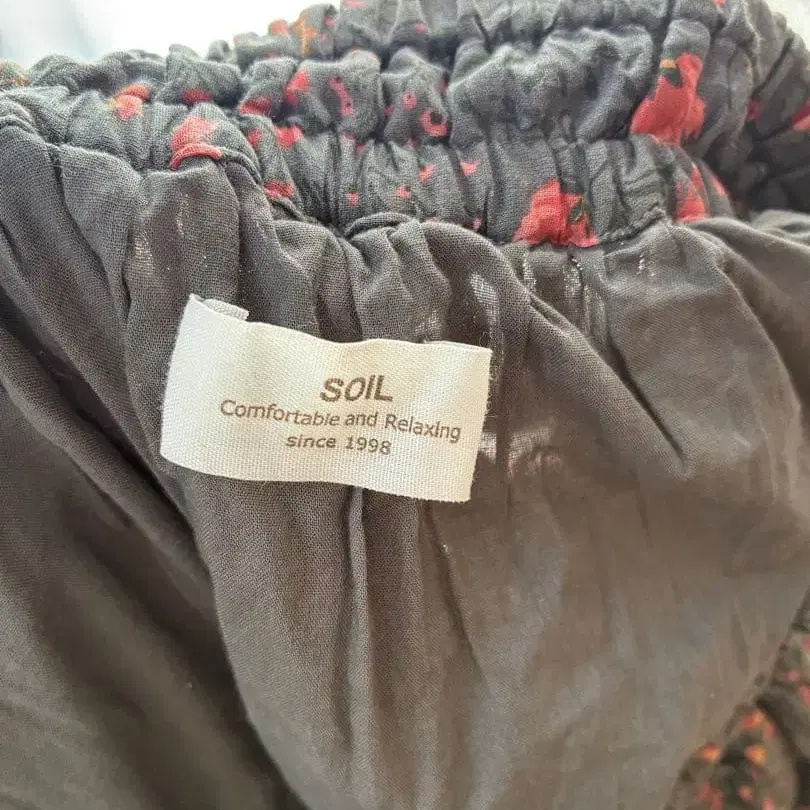 SOIL
Comfortable and Relaxing
since 1998